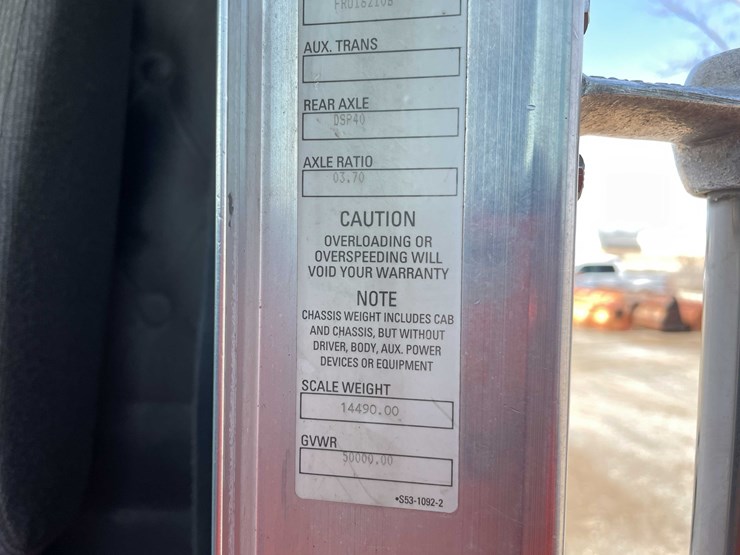 AUX. TRANS
REAR AXLE
DSP40
AXLE RATIO
03.70
CAUTION
OVERLOADING OR
OVERSPEEDING WILL
VOID YOUR WARRANTY
NOTE
CHASSIS WEIGHT INCLUDES CAB
AND CHASSIS, BUT WITHOUT
DRIVER, BODY, AUX. POWER
DEVICES OR EQUIPMENT
SCALE WEIGHT
14490.00
GVWR
50000.00
•S53-1092-2